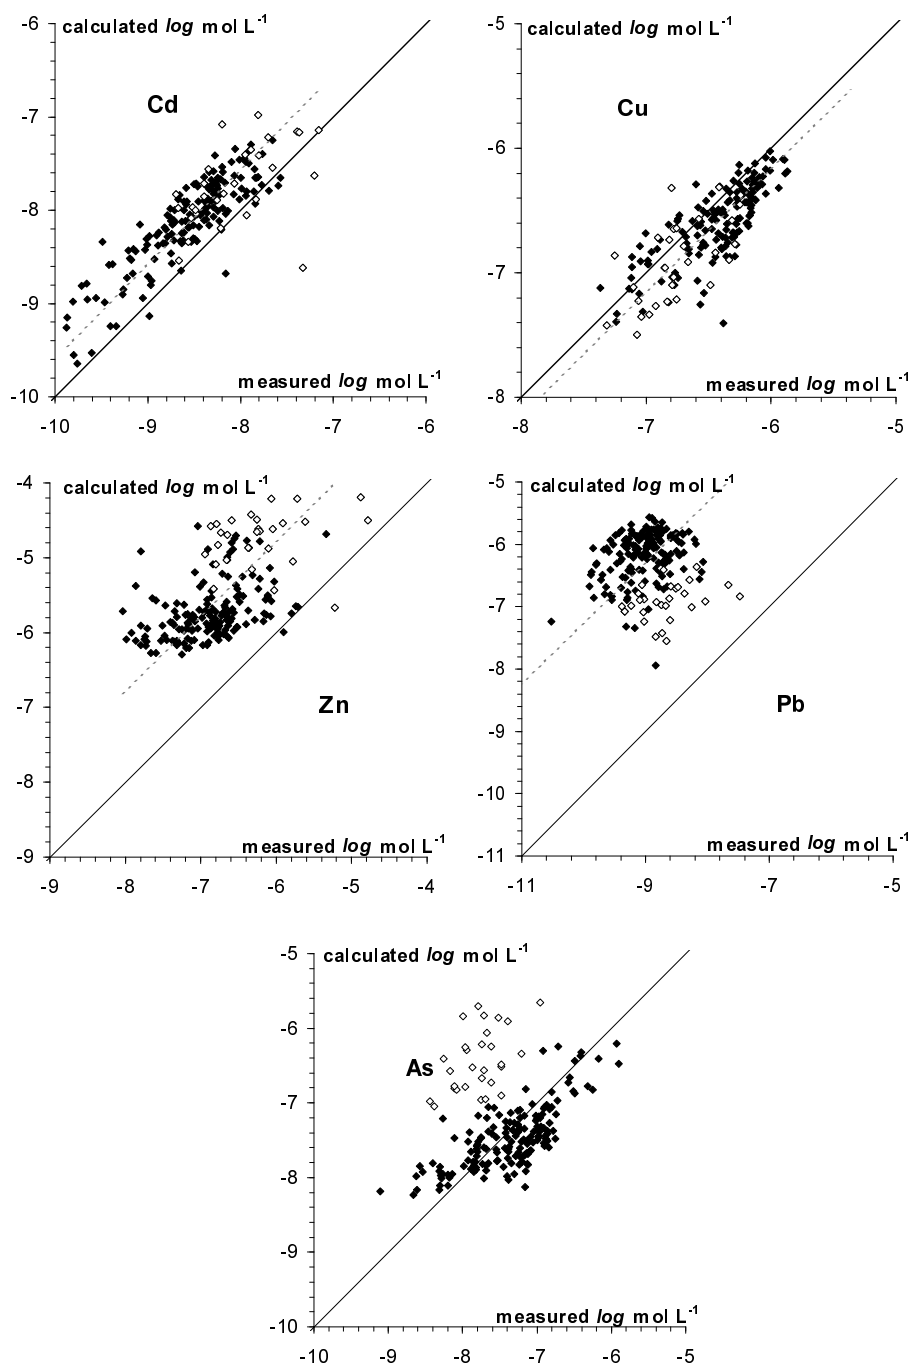 -6 calculated log mol L-1
-7
Cd
-8
-9
measured log mol L-1
-10
-10 -9 -8 -7 -6
-5 calculated log mol L-1
Cu
-6
-7
measured log mol L-1
-8
-8 -7 -6 -5
-4 calculated log mol L-1
-5
-6
-7 Zn
-8
measured log mol L-1
-9
-9 -8 -7 -6 -5 -4
-5 calculated log mol L-1
-6
-7
-8
Pb
-9
-10
measured log mol L-1
-11
-11 -9 -7 -5
-5 calculated log mol L-1
-6
As
-7
-8
-9
measured log mol L-1
-10
-10 -9 -8 -7 -6 -5